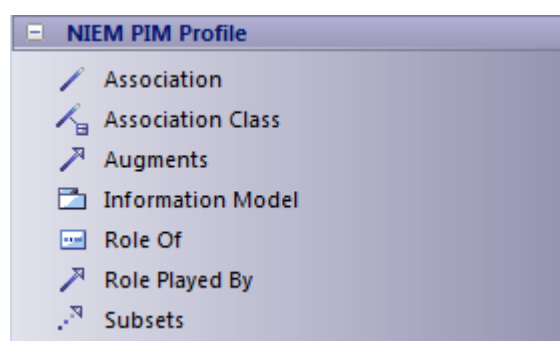 NIEM PIM Profile
Association
Association Class
Augments
Information Model
Role Of
Role Played By
Subsets